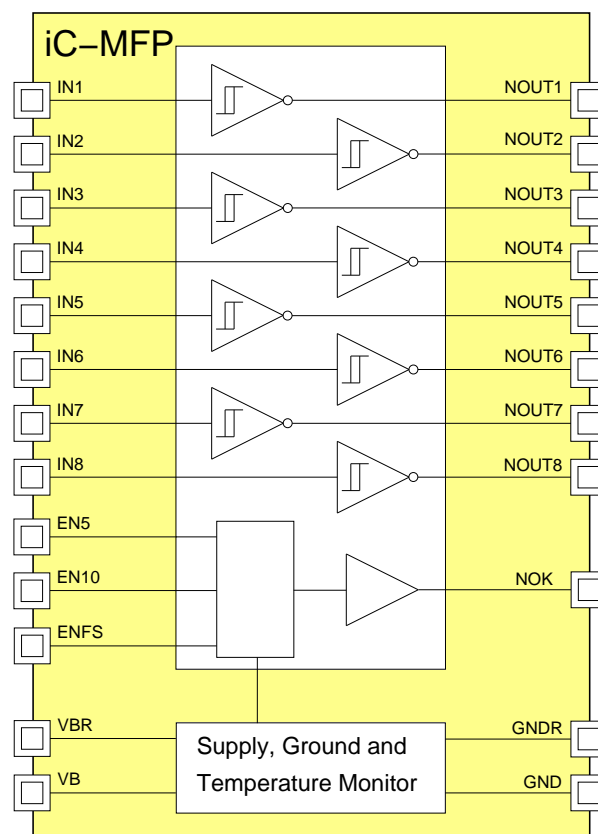 iC−MFP
IN1 NOUT1
IN2 NOUT2
IN3 NOUT3
IN4 NOUT4
IN5 NOUT5
IN6 NOUT6
IN7 NOUT7
IN8 NOUT8
EN5
EN10 NOK
ENFS
VBR GNDR
Supply, Ground and
VB GND
Temperature Monitor